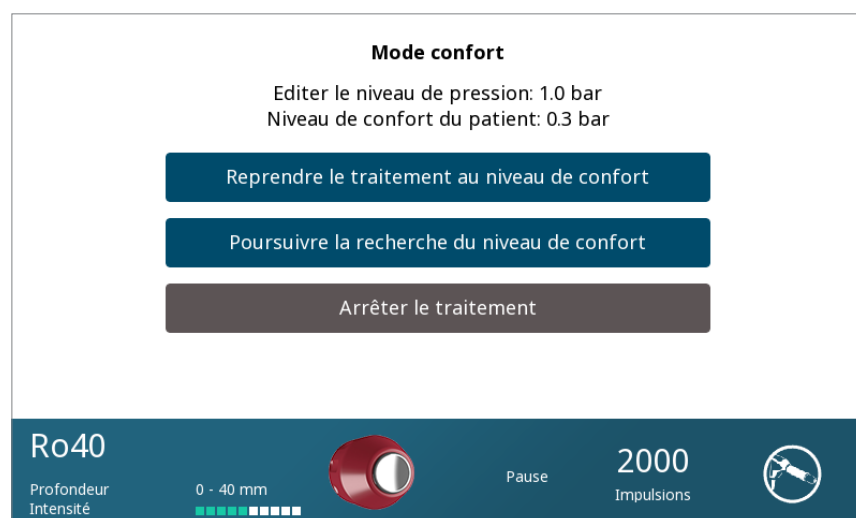 Mode confort
Editer le niveau de pression: 1.0 bar
Niveau de confort du patient: 0.3 bar
Reprendre le traitement au niveau de confort
Poursuivre la recherche du niveau de confort
Arrêter le traitement
Ro40
Profondeur 0 - 40 mm
Intensité
Pause
2000
Impulsions